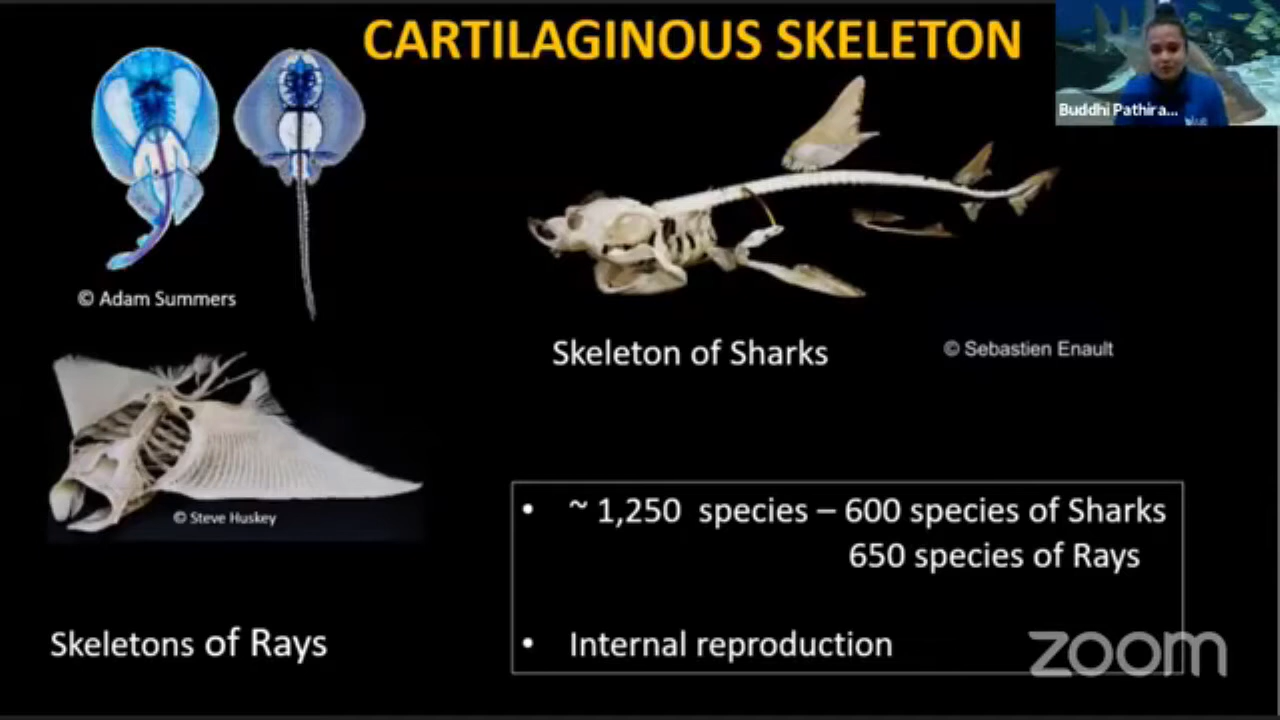 CARTILAGINOUS SKELETON
Buddhi Pathira...
© Adam Summers
Skeleton of Sharks
© Sebastien Enault
© Steve Huskey
• ~ 1,250 species – 600 species of Sharks
650 species of Rays
Skeletons of Rays
• Internal reproduction
zoom